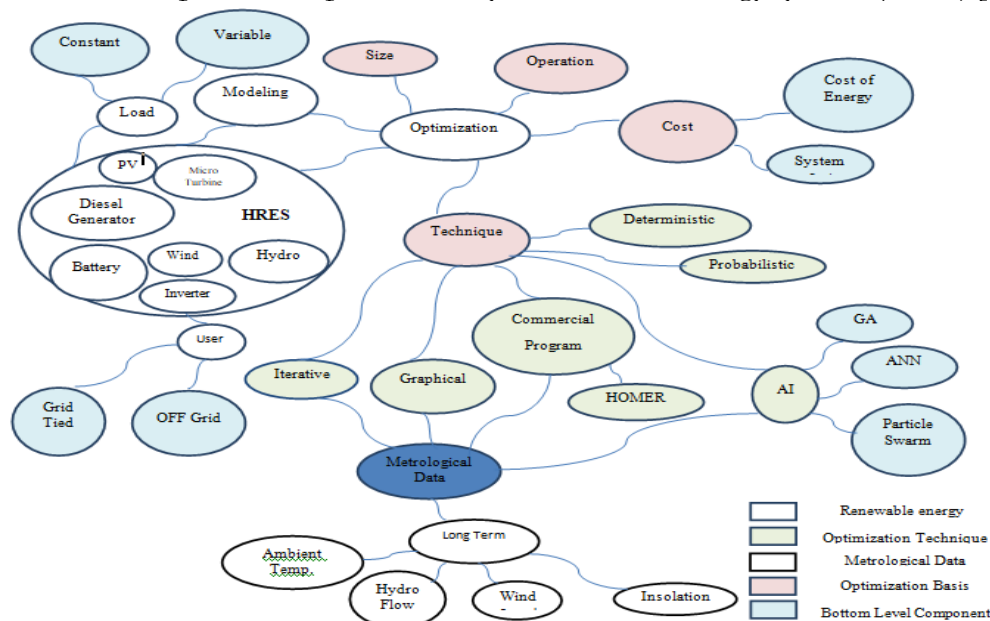 Constant
Variable
Size
Operation
Cost of
Energy
Modeling
Load
Optimization
Cost
System
PV
Micro
Turbine
Diesel
Generator
HRES
Technique
Deterministic
Probabilistic
Battery
Wind
Hydro
Inverter
Commercial
Program
GA
User
ANN
Iterative
Graphical
HOMER
AI
Grid
Tied
OFF Grid
Particle
Swarm
Metrological
Data
Long Term
Ambient
Temp.
Hydro
Flow
Wind
Insolation
Renewable energy
Optimization Technique
Metrological Data
Optimization Basis
Bottom Level Component